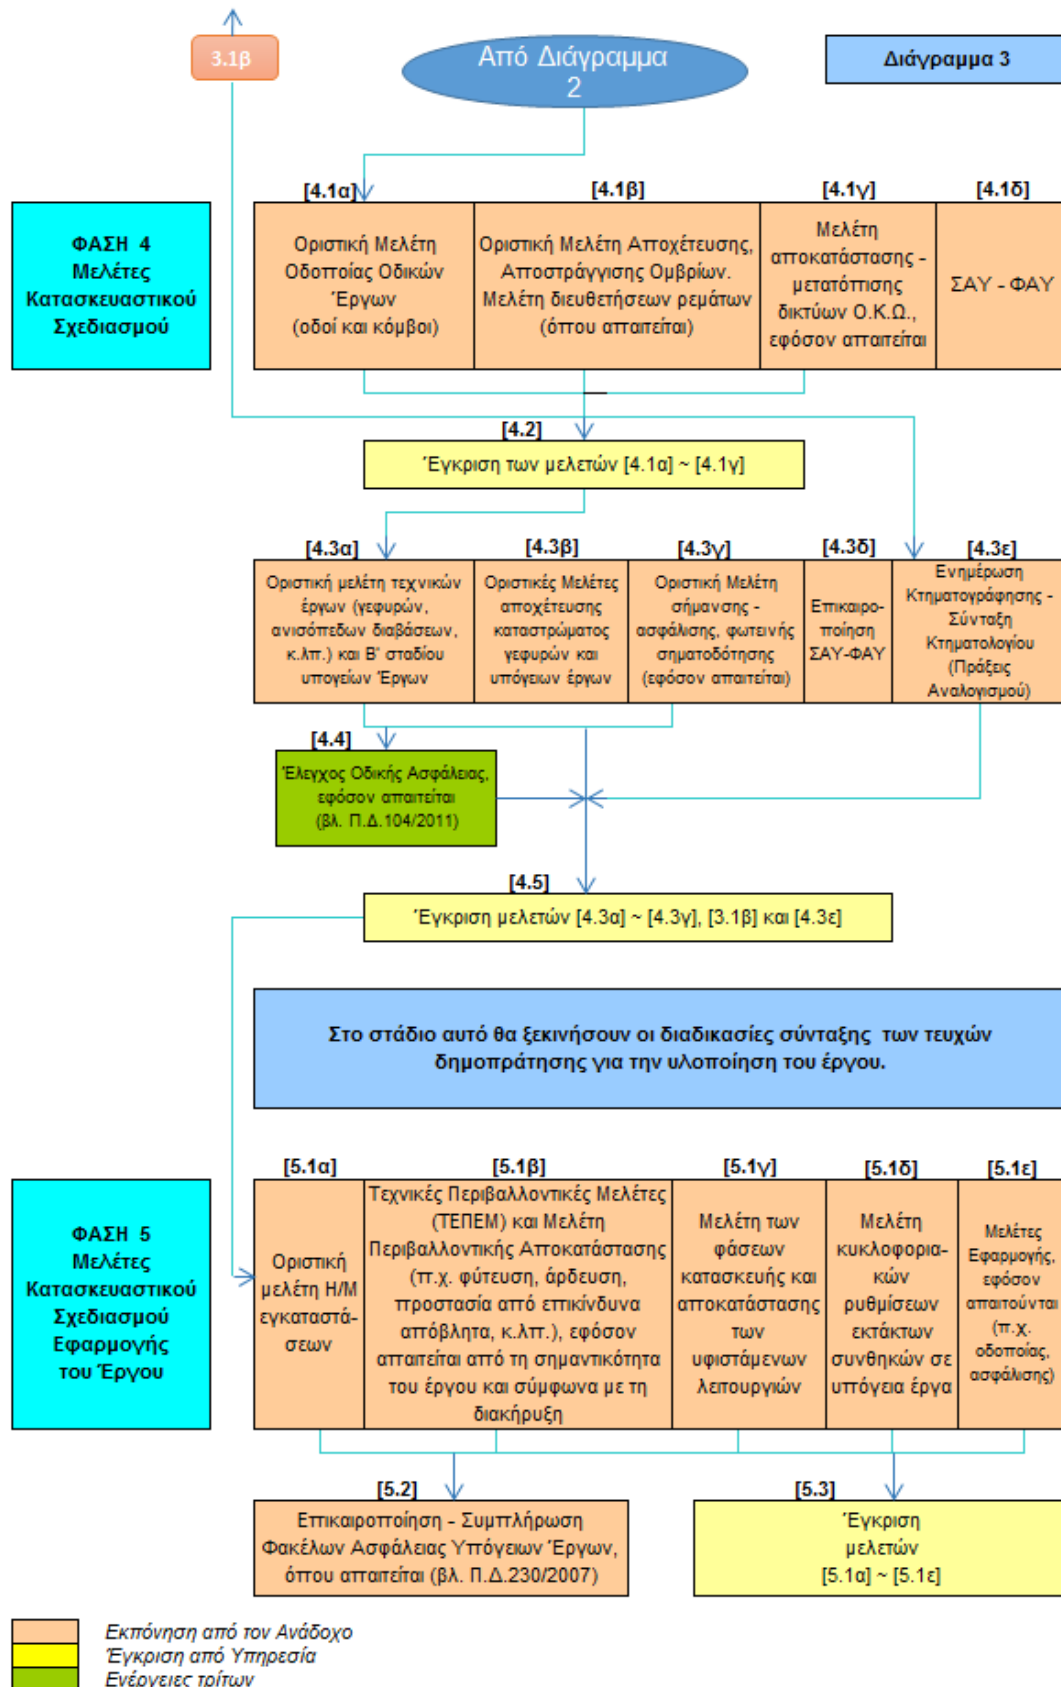 3.1β
Από Διάγραμμα
2
Διάγραμμα 3
[4.1α]
[4.1β]
[4.1γ]
[4.1δ]
ΦΑΣΗ 4
Μελέτες
Κατασκευαστικού
Σχεδιασμού
Οριστική Μελέτη
Οδοποίας Οδικών
Έργων
(οδοί και κόμβοι)
Οριστική Μελέτη Αποχέτευσης,
Αποστράγγισης Ομβρίων.
Μελέτη διευθετήσεων ρεμάτων
(όπου απαιτείται)
Μελέτη
αποκατάστασης -
μετατόπισης
δικτύων Ο.Κ.Ω.,
εφόσον απαιτείται
ΣΑΥ - ΦΑΥ
[4.2]
Έγκριση των μελετών [4.1α] ~ [4.1γ]
[4.3α]
[4.3β]
[4.3γ]
[4.3δ]
[4.3ε]
Οριστική μελέτη τεχνικών
έργων (γεφυρών,
ανισόπεδων διαβάσεων,
κ.λπ.) και Β' σταδίου
υπογείων Έργων
Οριστικές Μελέτες
αποχέτευσης
καταστρώματος
γεφυρών και
υπόγειων έργων
Οριστική Μελέτη
σήμανσης -
ασφάλισης, φωτεινής
σηματοδότησης
(εφόσον απαιτείται)
Επικαιρο-
ποίηση
ΣΑΥ-ΦΑΥ
Ενημέρωση
Κτηματογράφησης -
Σύνταξη
Κτηματολογίου
(Πράξεις
Αναλογισμού)
[4.4]
Έλεγχος Οδικής Ασφάλειας,
εφόσον απαιτείται
(βλ. Π.Δ.104/2011)
[4.5]
Έγκριση μελετών [4.3α] ~ [4.3γ], [3.1β] και [4.3ε]
Στο στάδιο αυτό θα ξεκινήσουν οι διαδικασίες σύνταξης των τευχών
δημοπράτησης για την υλοποίηση του έργου.
[5.1α]
[5.1β]
[5.1γ]
[5.1δ]
[5.1ε]
ΦΑΣΗ 5
Μελέτες
Κατασκευαστικού
Σχεδιασμού
Εφαρμογής
του Έργου
Οριστική
μελέτη Η/Μ
εγκαταστά-
σεων
Τεχνικές Περιβαλλοντικές Μελέτες
(ΤΕΠΕΜ) και Μελέτη
Περιβαλλοντικής Αποκατάστασης
(π.χ. φύτευση, άρδευση,
προστασία από επικίνδυνα
απόβλητα, κ.λπ.), εφόσον
απαιτείται από τη σημαντικότητα
του έργου και σύμφωνα με τη
διακήρυξη
Μελέτη των
φάσεων
κατασκευής και
αποκατάστασης
των
υφιστάμενων
λειτουργιών
Μελέτη
κυκλοφορια-
κών
ρυθμίσεων
εκτάκτων
συνθηκών σε
υπόγεια έργα
Μελέτες
Εφαρμογής,
εφόσον
απαιτούνται
(π.χ.
οδοποίας,
ασφάλισης)
[5.2]
Επικαιροποίηση - Συμπλήρωση
Φακέλων Ασφάλειας Υπόγειων Έργων,
όπου απαιτείται (βλ. Π.Δ.230/2007)
[5.3]
Έγκριση
μελετών
[5.1α] ~ [5.1ε]
Εκπόνηση από τον Ανάδοχο
Έγκριση από Υπηρεσία
Ενέργειες τρίτων